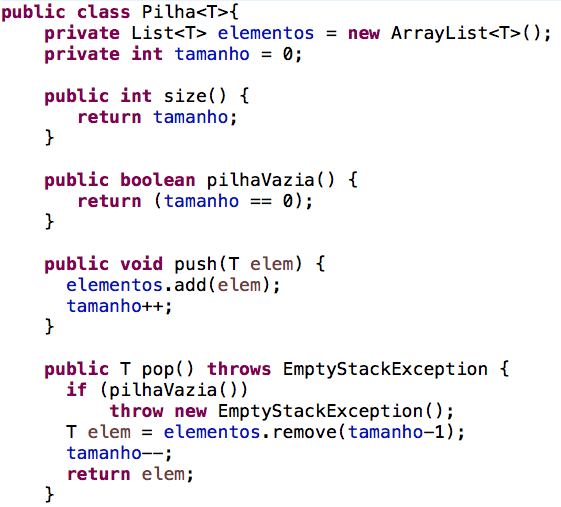 public class Pilha<T>{
    private List<T> elementos = new ArrayList<T>();
    private int tamanho = 0;

    public int size() {
       return tamanho;
    }

    public boolean pilhaVazia() {
       return (tamanho == 0);
    }

    public void push(T elem) {
      elementos.add(elem);
      tamanho++;
    }

    public T pop() throws EmptyStackException {
      if (pilhaVazia())
          throw new EmptyStackException();
      T elem = elementos.remove(tamanho-1);
      tamanho--;
      return elem;
    }